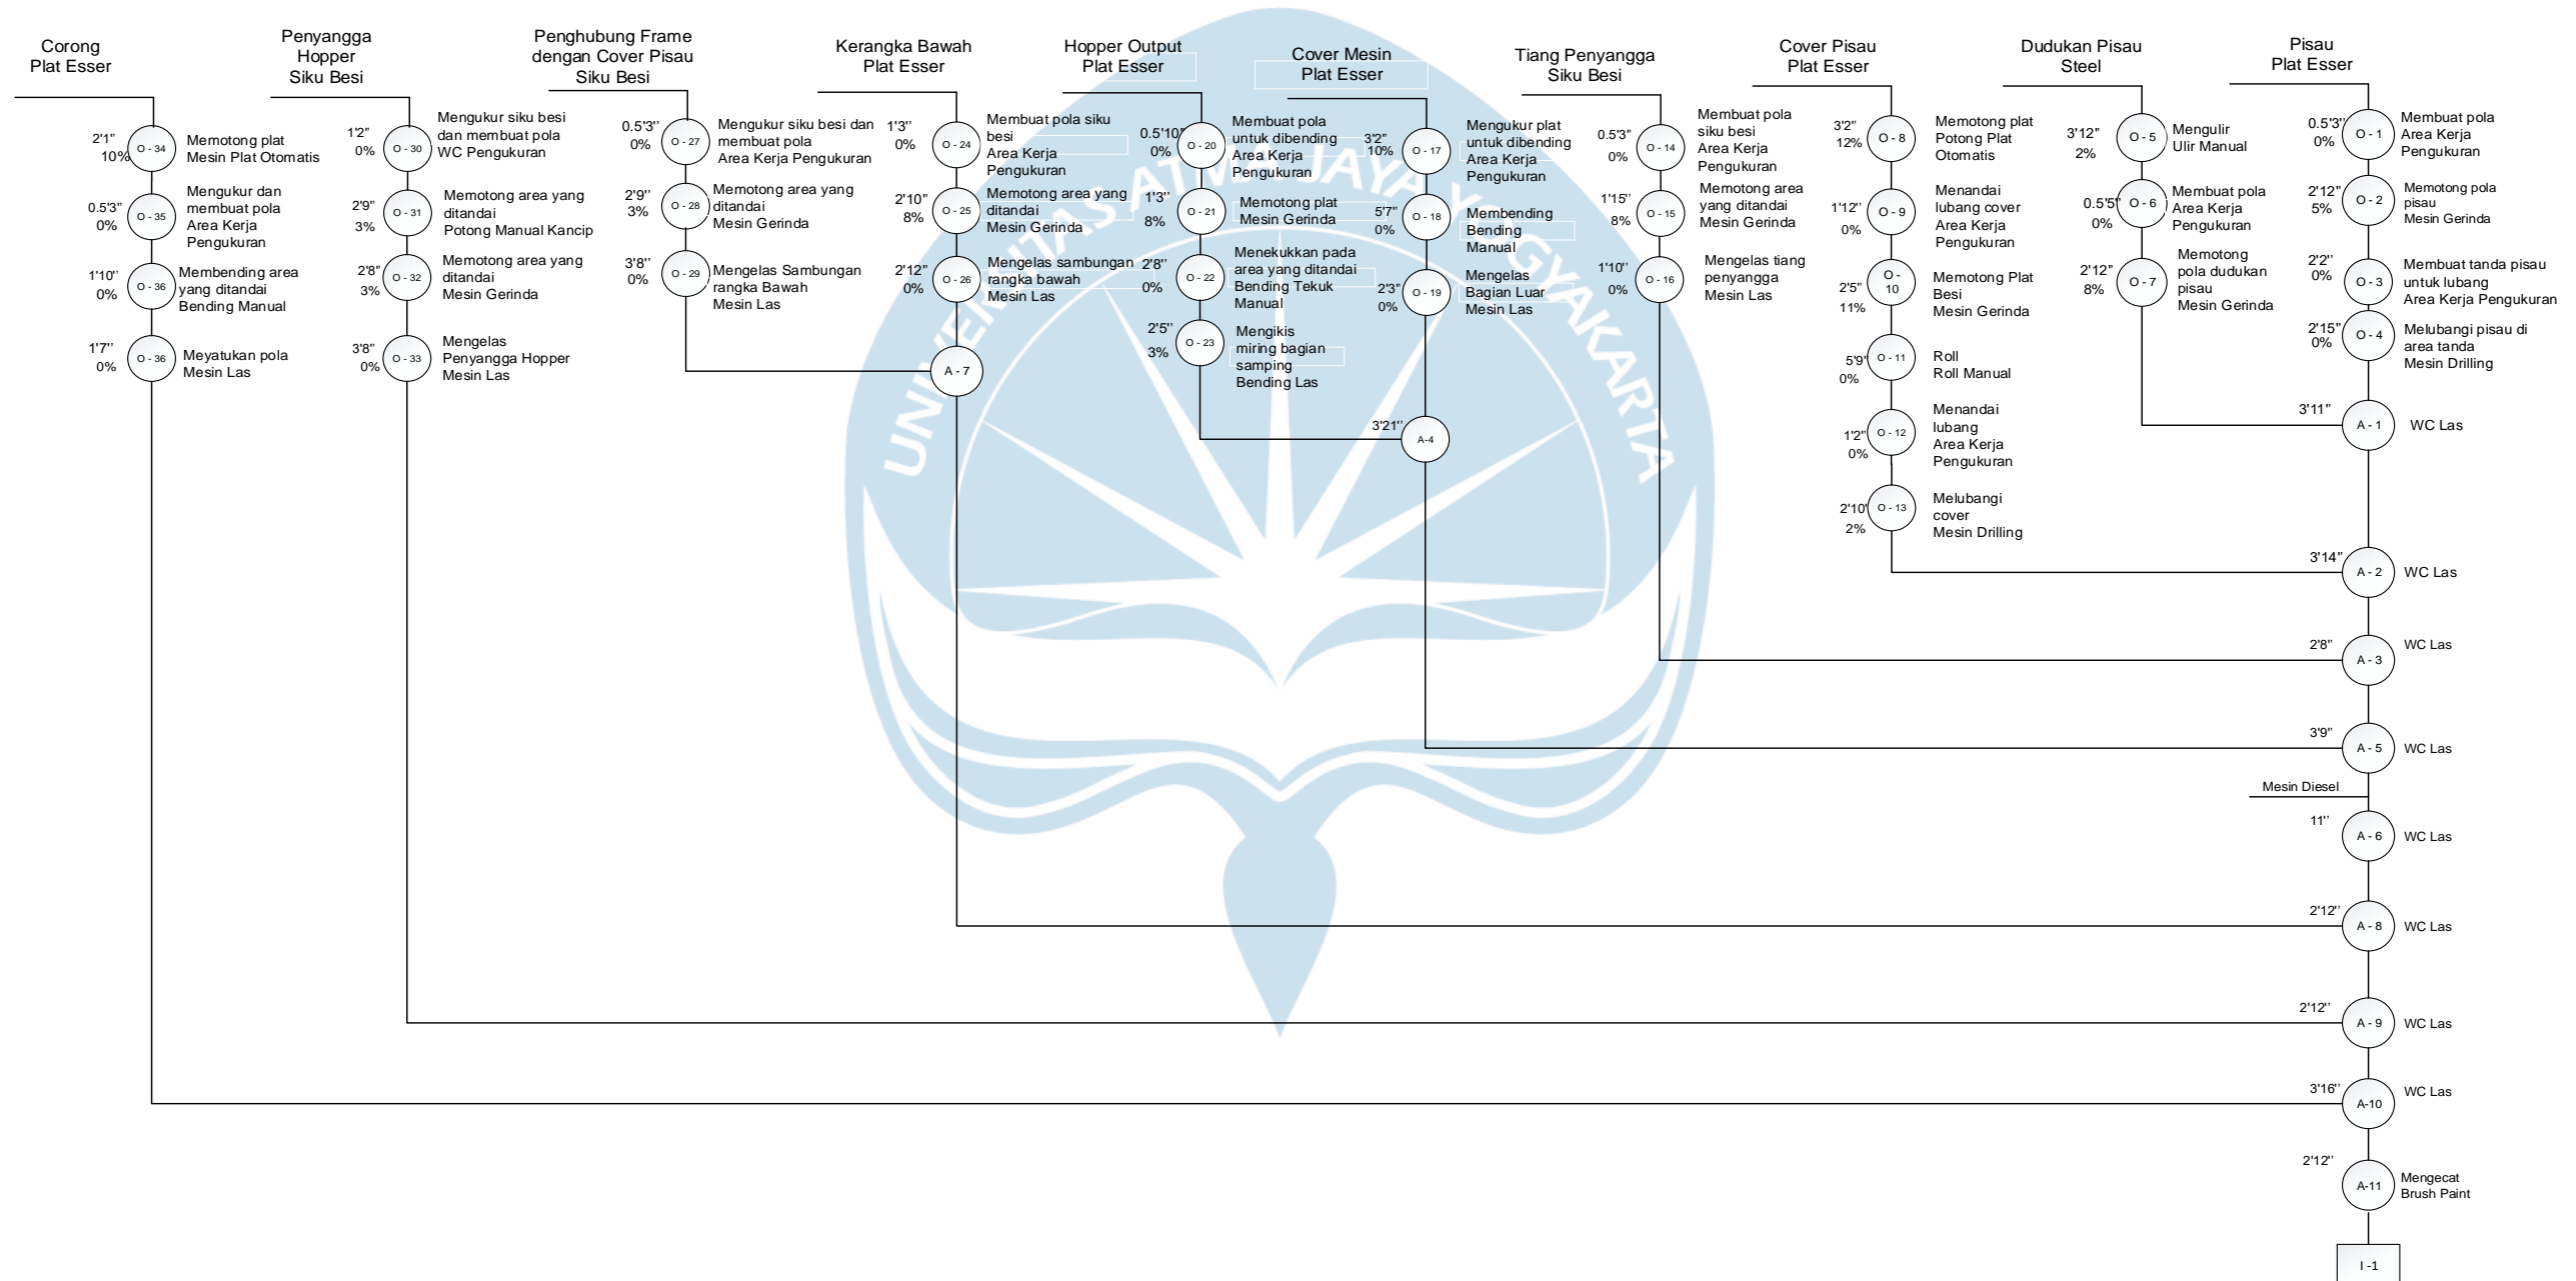 Corong
Plat Esser
2'1"
10%
O - 34
Memotong plat
Mesin Plat Otomatis
0.5'3"
0%
O - 35
Mengukur dan
membuat pola
Area Kerja
Pengukuran
1'10''
0%
O - 36
Membending area
yang ditandai
Bending Manual
1'7"
0%
O - 36
Meyatukan pola
Mesin Las
Penyangga
Hopper
Siku Besi
1'2"
0%
O - 30
Mengukur siku besi
dan membuat pola
WC Pengukuran
2'9"
3%
O - 31
Memotong area yang
ditandai
Potong Manual Kancip
2'8"
3%
O - 32
Memotong area yang
ditandai
Mesin Gerinda
3'8"
0%
O - 33
Mengelas
Penyangga Hopper
Mesin Las
Penghubung Frame
dengan Cover Pisau
Siku Besi
0.5'3''
0%
O - 27
Mengukur siku besi dan
membuat pola
Area Kerja Pengukuran
2'9"
3%
O - 28
Memotong area yang
ditandai
Mesin Gerinda
3'8''
0%
O - 29
Mengelas Sambungan
rangka Bawah
Mesin Las
Kerangka Bawah
Plat Esser
1'3''
0%
O - 24
Membuat pola siku
besi
Area Kerja
Pengukuran
2'10"
8%
O - 25
Memotong area yang
ditandai
Mesin Gerinda
2'12"
0%
O - 26
Mengelas sambungan
rangka bawah
Mesin Las
A - 7
Hopper Output
Plat Esser
0.5'10"
0%
O - 20
Membuat pola
untuk dibending
Area Kerja
Pengukuran
1'3''
8%
O - 21
Memotong plat
Mesin Gerinda
2'8''
0%
O - 22
Menekukkan pada
area yang ditandai
Bending Tekuk
Manual
2'5''
3%
O - 23
Mengikis
miring bagian
samping
Bending Las
Cover Mesin
Plat Esser
3'2"
10%
O - 17
Mengukur plat
untuk dibending
Area Kerja
Pengukuran
5'7"
0%
O - 18
Membending
Bending
Manual
2'3"
0%
O - 19
Mengelas
Bagian Luar
Mesin Las
3'21''
A-4
Tiang Penyangga
Siku Besi
0.5'3"
0%
O - 14
Membuat pola
siku besi
Area Kerja
Pengukuran
1'15"
8%
O - 15
Memotong area
yang ditandai
Mesin Gerinda
1'10''
0%
O - 16
Mengelas tiang
penyangga
Mesin Las
Cover Pisau
Plat Esser
3'2"
12%
O - 8
Memotong plat
Potong Plat
Otomatis
1'12"
0%
O - 9
Menandai
lubang cover
Area Kerja
Pengukuran
2'5"
11%
O -
10
Memotong Plat
Besi
Mesin Gerinda
5'9"
0%
O - 11
Roll
Roll Manual
1'2"
0%
O - 12
Menandai
lubang
Area Kerja
Pengukuran
2'10'
2%
O - 13
Melubangi
cover
Mesin Drilling
Dudukan Pisau
Steel
3'12"
2%
O - 5
Mengulir
Ulir Manual
0.5'5"
0%
O - 6
Membuat pola
Area Kerja
Pengukuran
2'12"
8%
O - 7
Memotong
pola dudukan
pisau
Mesin Gerinda
Pisau
Plat Esser
0.5'3''
0%
O - 1
Membuat pola
Area Kerja
Pengukuran
2'12"
5%
O - 2
Memotong pola
pisau
Mesin Gerinda
2'2''
0%
O - 3
Membuat tanda pisau
untuk lubang
Area Kerja Pengukuran
2'15"
0%
O - 4
Melubangi pisau di
area tanda
Mesin Drilling
3'11"
A - 1
WC Las
3'14"
A - 2
WC Las
2'8"
A - 3
WC Las
3'9"
A - 5
WC Las
Mesin Diesel
11''
A - 6
WC Las
2'12''
A - 8
WC Las
2'12''
A - 9
WC Las
3'16''
A-10
WC Las
2'12''
A-11
Mengecat
Brush Paint
I -1
UNIVERSITAS ATMA JAYA YOGYAKARTA